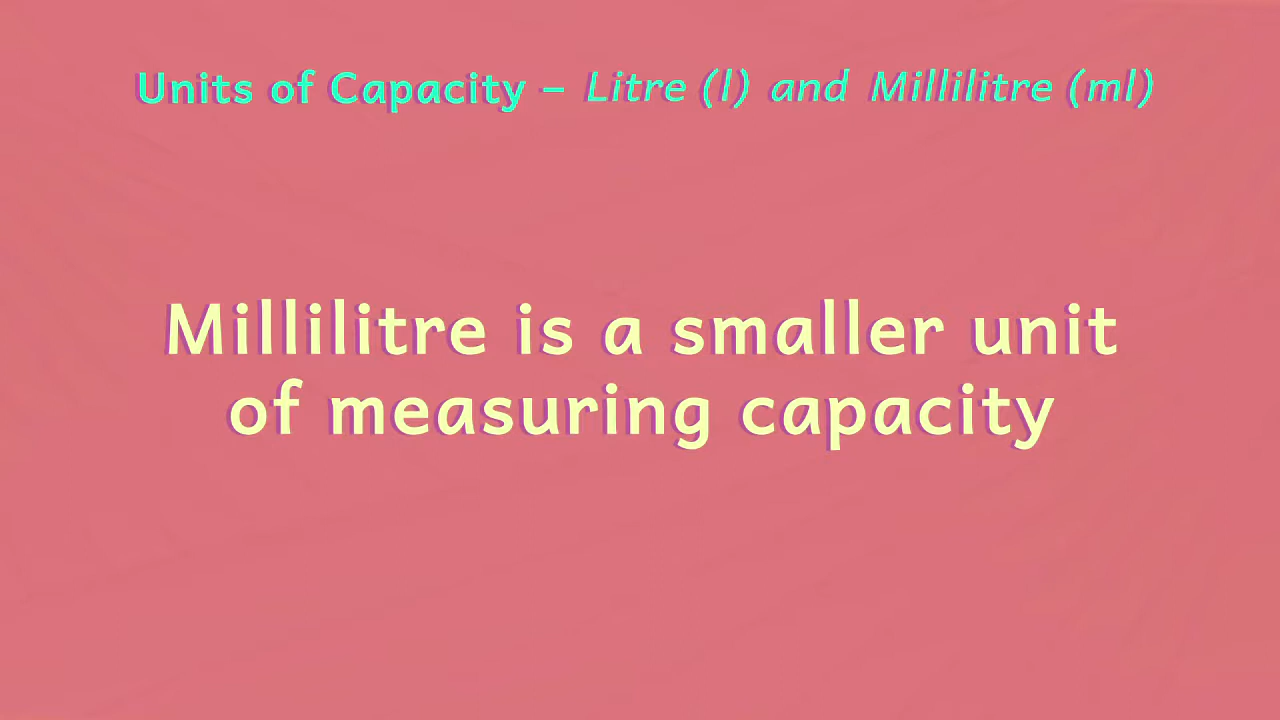 Units of Capacity – Litre (l) and Millilitre (ml)
Millilitre is a smaller unit
of measuring capacity